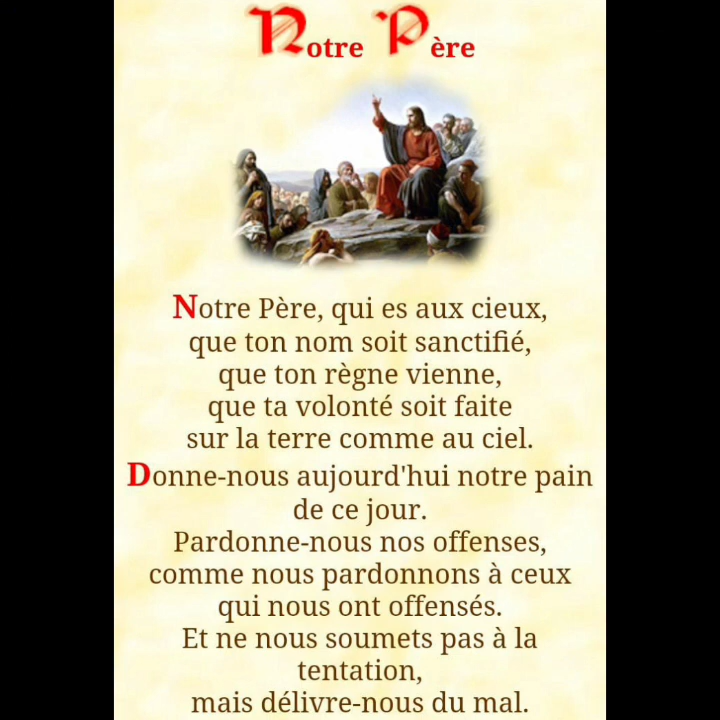 Notre Père
Notre Père, qui es aux cieux,
que ton nom soit sanctifié,
que ton règne vienne,
que ta volonté soit faite
sur la terre comme au ciel.
Donne-nous aujourd'hui notre pain
de ce jour.
Pardonne-nous nos offenses,
comme nous pardonnons à ceux
qui nous ont offensés.
Et ne nous soumets pas à la
tentation,
mais délivre-nous du mal.